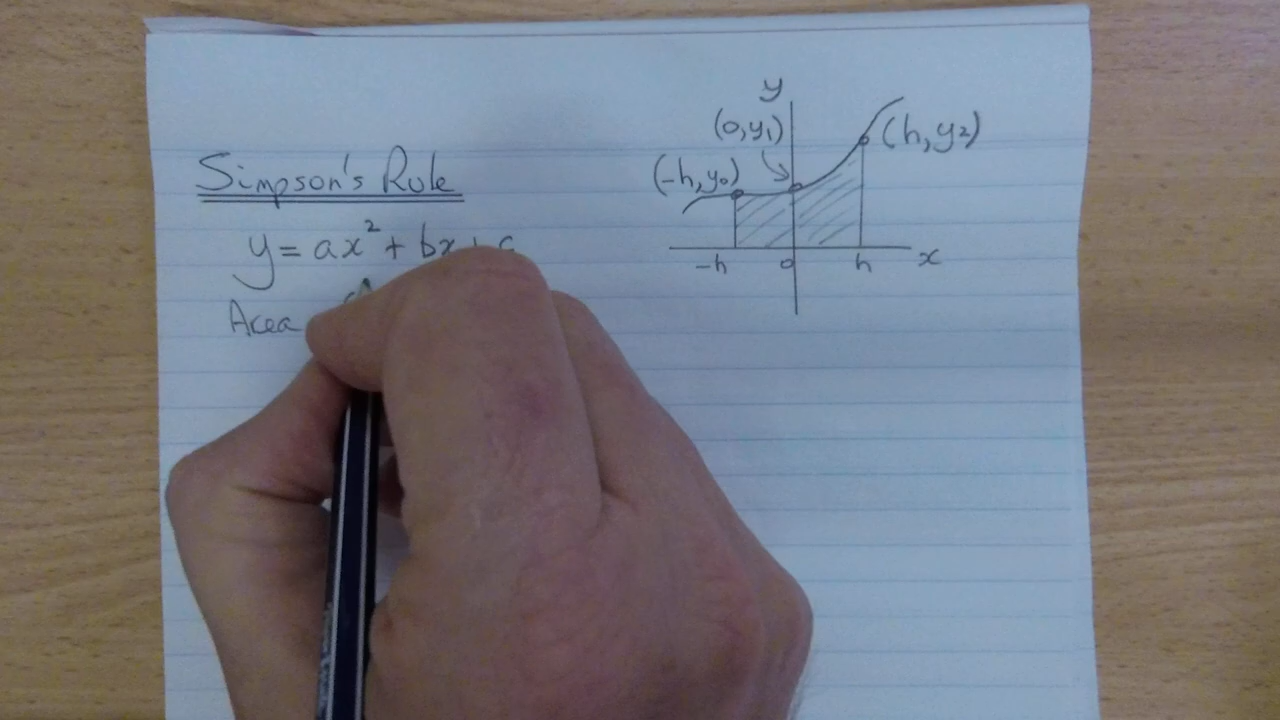 Simpson's Rule
y = ax² + bx + c
Area
y
(0,y₁)
(h,y₂)
(-h,y₀)
-h 0 h x